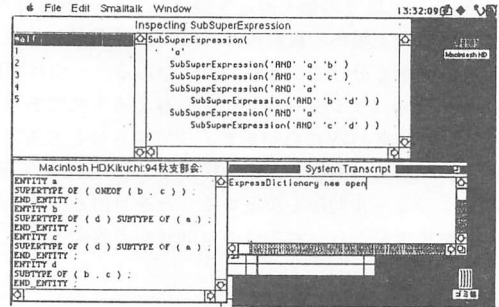 File Edit Smalltalk Window
13:32:09
Inspecting SubSuperExpression
self
1
2
3
4
5
SubSuperExpression(
'a'
SubSuperExpression('AND' 'a' 'b' )
SubSuperExpression('AND' 'a' 'c' )
SubSuperExpression('AND' 'a'
SubSuperExpression('AND' 'b' 'd' ) )
SubSuperExpression('AND' 'a'
SubSuperExpression('AND' 'c' 'd' ) )
)
Macintosh HD
Macintosh HD:Kikuchi:94秋支部会:
ENTITY a
SUPERTYPE OF ( ONEOF ( b , c ) ) ;
END_ENTITY ;
ENTITY b
SUPERTYPE OF ( d ) SUBTYPE OF ( a ) ;
END_ENTITY ;
ENTITY c
SUPERTYPE OF ( d ) SUBTYPE OF ( a ) ;
END_ENTITY ;
ENTITY d
SUBTYPE OF ( b , c ) ;
END_ENTITY ;
System Transcript
ExpressDictionary new open
ゴミ箱